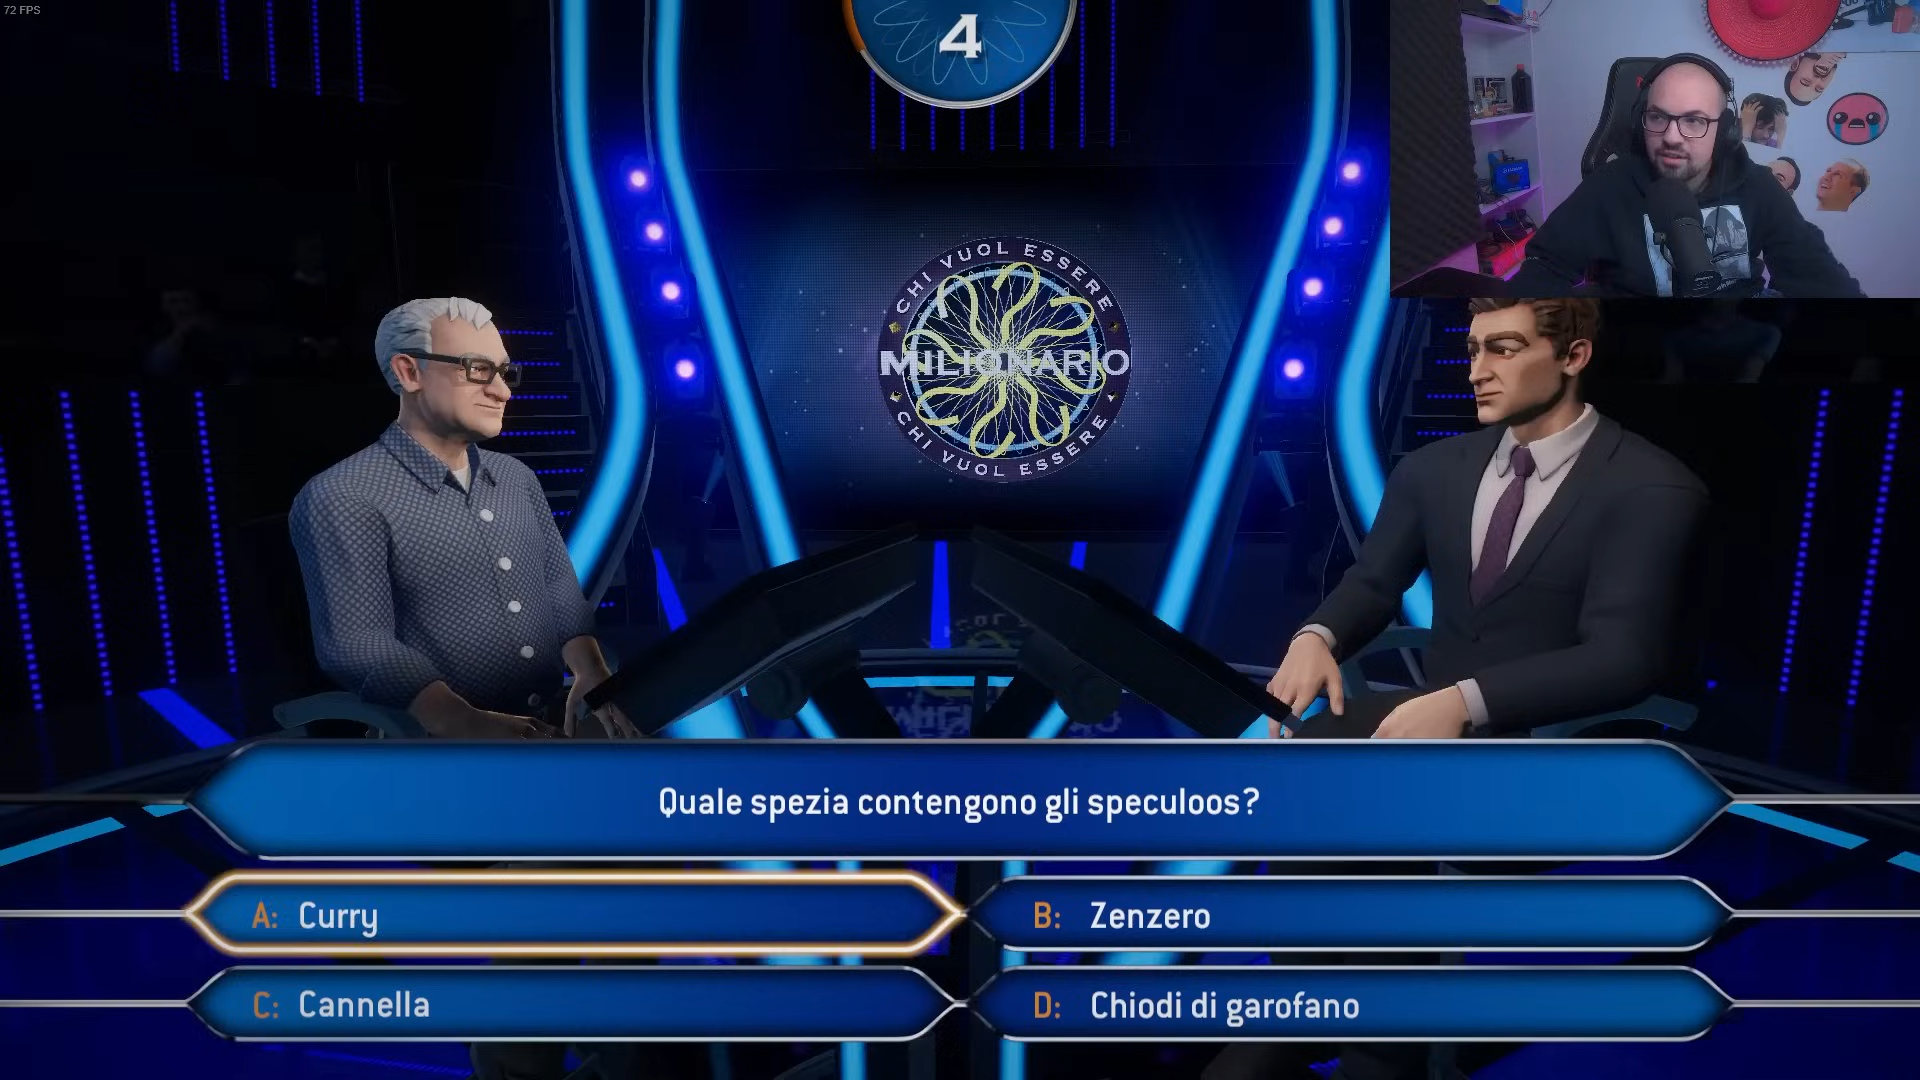 72 FPS
4
CHI VUOL ESSERE
MILIONARIO
CHI VUOL ESSERE
Quale spezia contengono gli speculoos?
A: Curry
B: Zenzero
C: Cannella
D: Chiodi di garofano